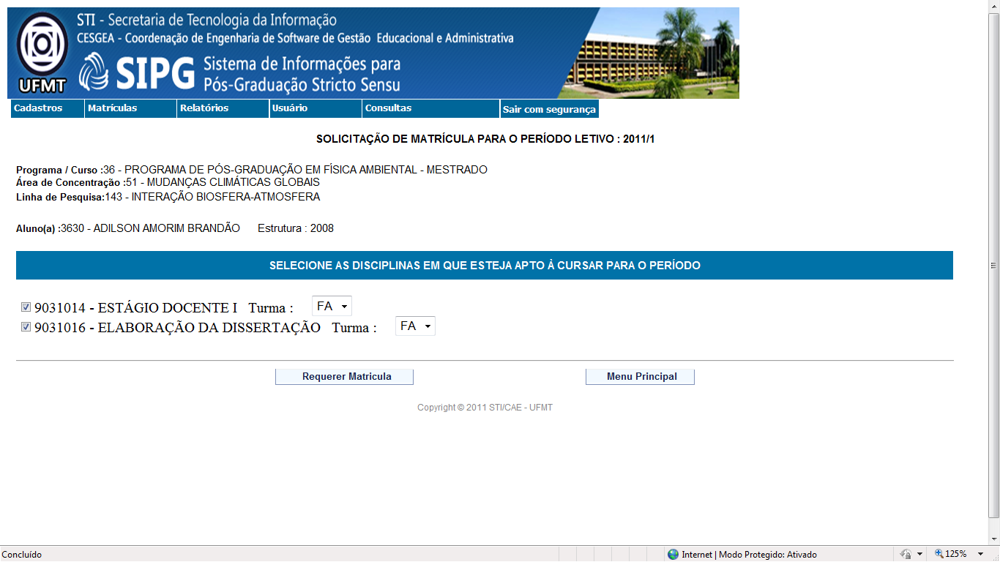 STI - Secretaria de Tecnologia da Informação
CESGEA - Coordenação de Engenharia de Software de Gestão Educacional e Administrativa
UFMT
SIPG
Sistema de Informações para
Pós-Graduação Stricto Sensu
Cadastros Matrículas Relatórios Usuário Consultas Sair com segurança
SOLICITAÇÃO DE MATRÍCULA PARA O PERÍODO LETIVO : 2011/1
Programa / Curso :36 - PROGRAMA DE PÓS-GRADUAÇÃO EM FÍSICA AMBIENTAL - MESTRADO
Área de Concentração :51 - MUDANÇAS CLIMÁTICAS GLOBAIS
Linha de Pesquisa:143 - INTERAÇÃO BIOSFERA-ATMOSFERA
Aluno(a) :3630 - ADILSON AMORIM BRANDÃO Estrutura : 2008
SELECIONE AS DISCIPLINAS EM QUE ESTEJA APTO À CURSAR PARA O PERÍODO
9031014 - ESTÁGIO DOCENTE I Turma : FA
9031016 - ELABORAÇÃO DA DISSERTAÇÃO Turma : FA
Requerer Matricula Menu Principal
Copyright © 2011 STI/CAE - UFMT
Concluído Internet | Modo Protegido: Ativado 125%